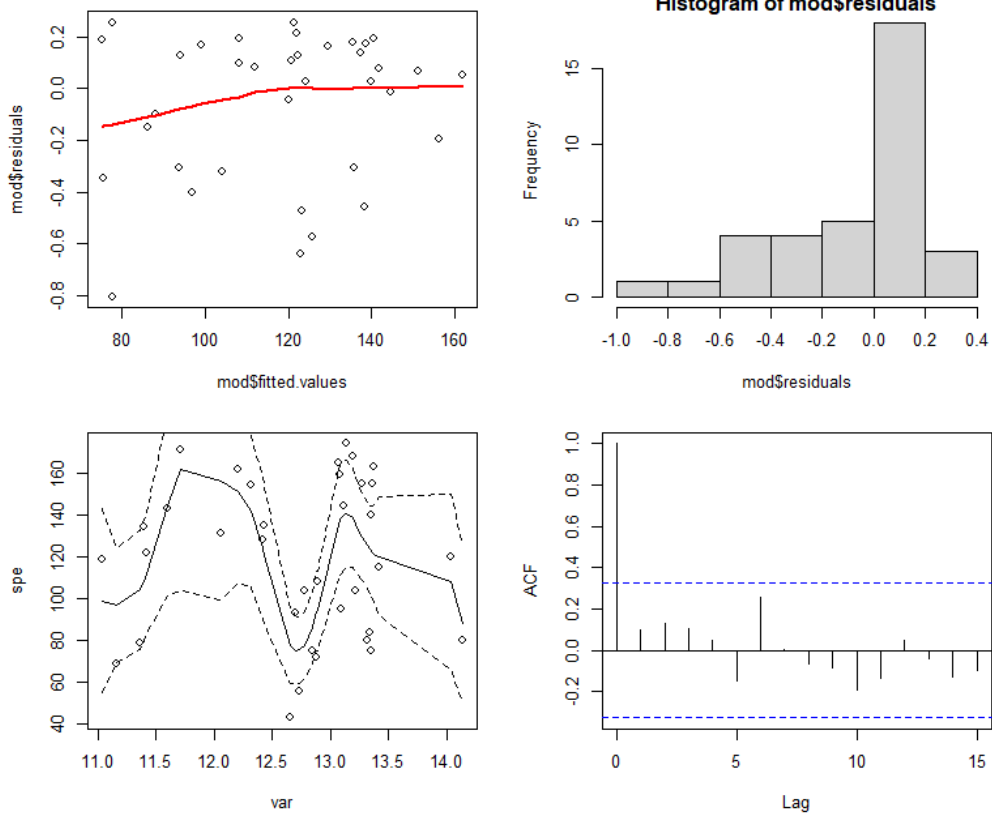 Histogram of mod$residuals
mod$residuals
0.2
0.0
-0.2
-0.4
-0.6
-0.8
80 100 120 140 160
mod$fitted.values
Frequency
15
10
5
0
-1.0 -0.8 -0.6 -0.4 -0.2 0.0 0.2 0.4
mod$residuals
spe
160
140
120
100
80
60
40
11.0 11.5 12.0 12.5 13.0 13.5 14.0
var
ACF
1.0
0.8
0.6
0.4
0.2
0.0
-0.2
0 5 10 15
Lag